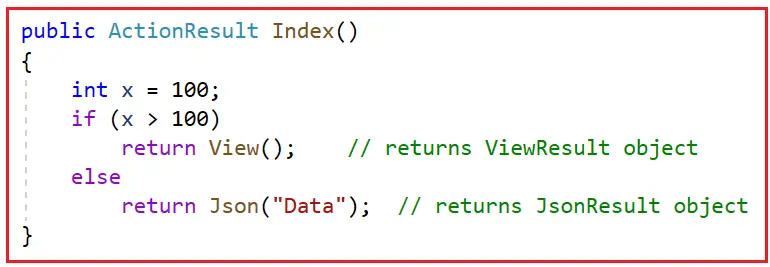 public ActionResult Index()
{
    int x = 100;
    if (x > 100)
        return View();    // returns ViewResult object
    else
        return Json("Data");  // returns JsonResult object
}